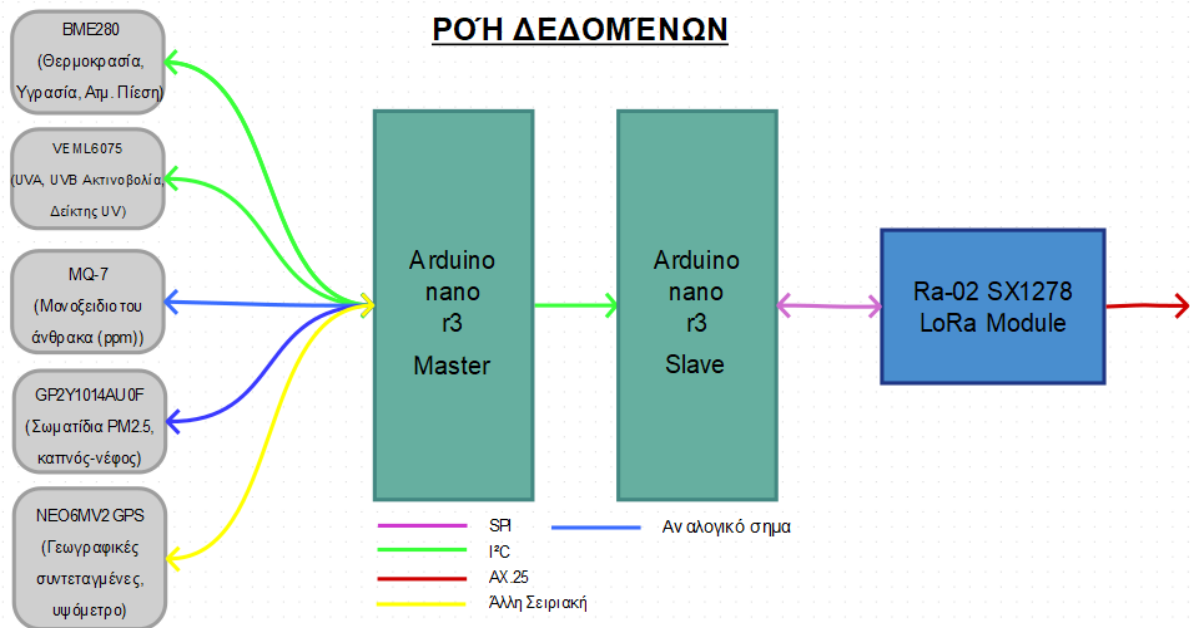 ΡΟΉ ΔΕΔΟΜΈΝΩΝ
BME280
(Θερμοκρασία,
Υγρασία, Ατμ. Πίεση)
VEML6075
(UVA, UVB Ακτινοβολία,
Δείκτης UV)
MQ-7
(Μονοξειδιο του
άνθρακα (ppm))
GP2Y1014AU0F
(Σωματίδια PM2.5,
καπνός-νέφος)
NEO6MV2 GPS
(Γεωγραφικές
συντεταγμένες,
υψόμετρο)
Arduino
nano
r3
Master
Arduino
nano
r3
Slave
Ra-02 SX1278
LoRa Module
SPI
I²C
AX.25
Άλλη Σειριακή
Αναλογικό σημα